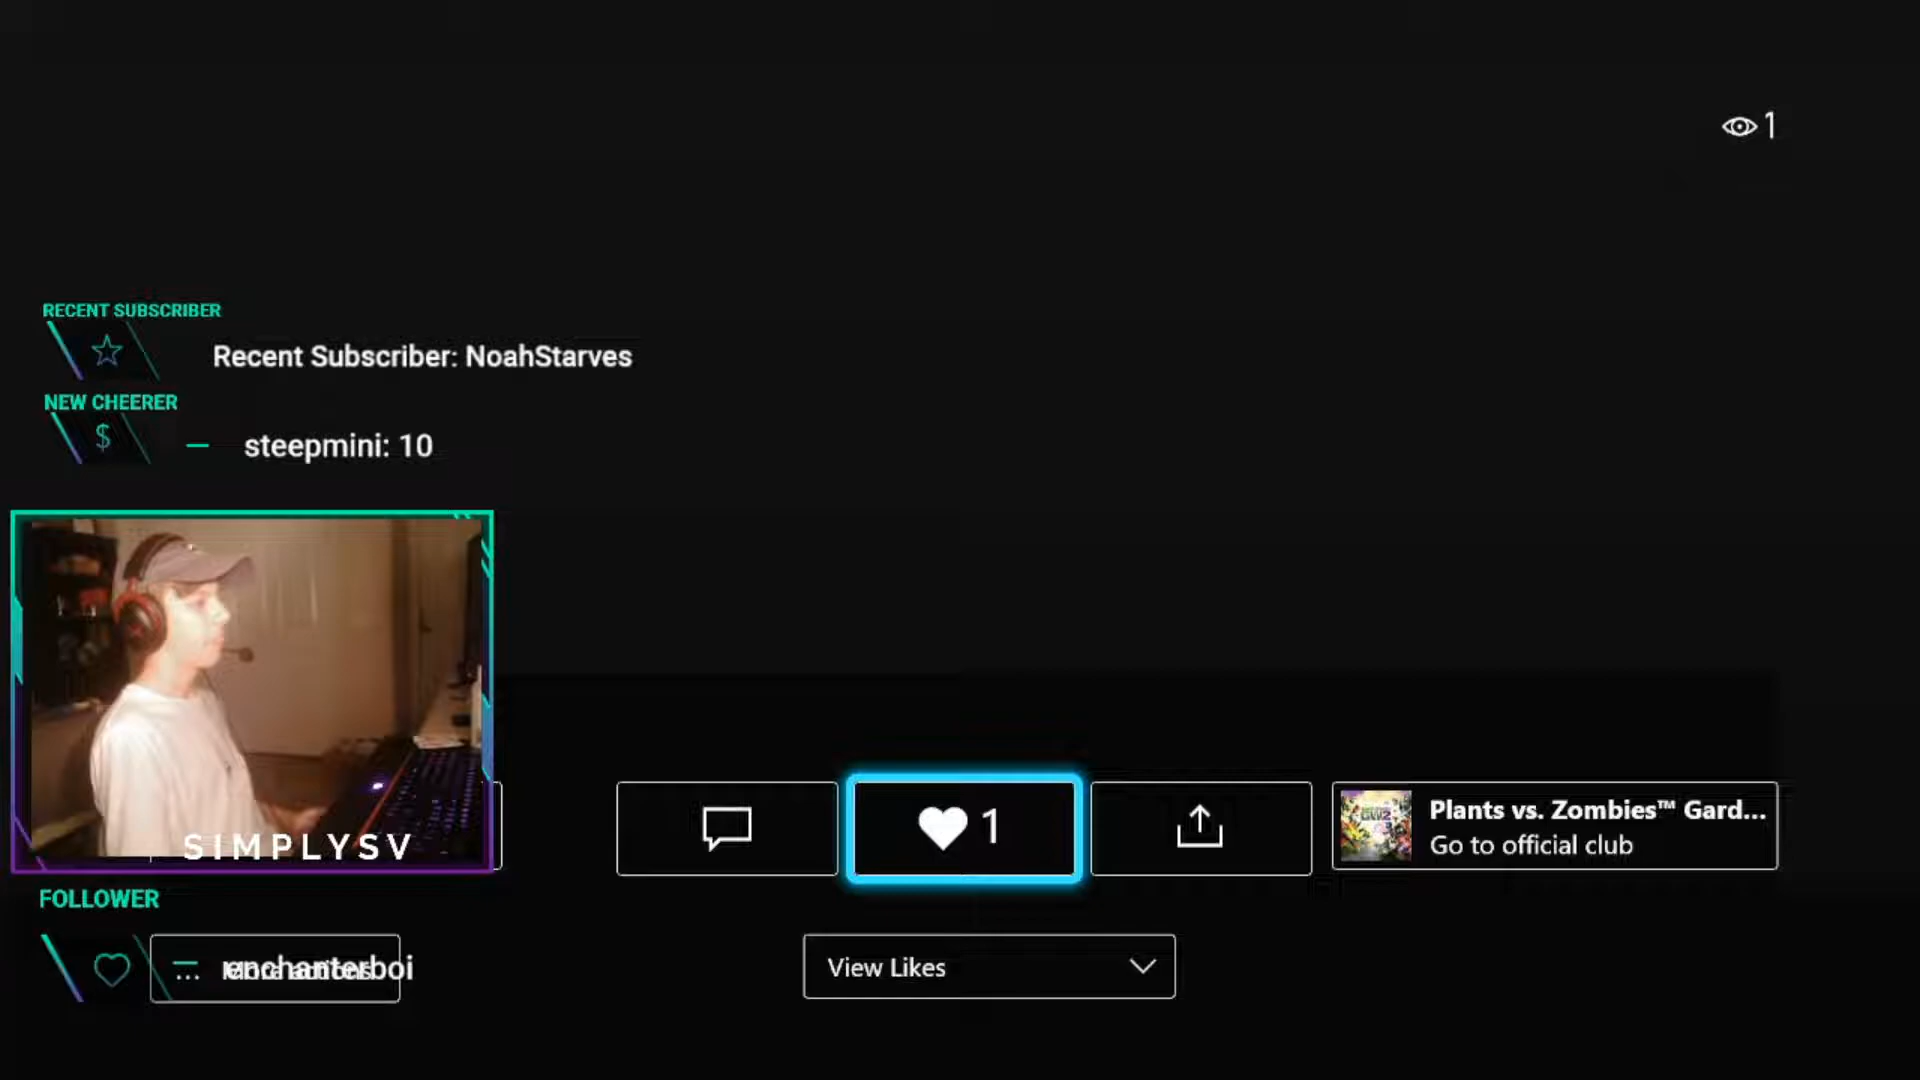 1
RECENT SUBSCRIBER
Recent Subscriber: NoahStarves
NEW CHEERER
$
steepmini: 10
SIMPLYSV
1
Plants vs. Zombies™ Gard...
Go to official club
FOLLOWER
... enchanterboi
View Likes